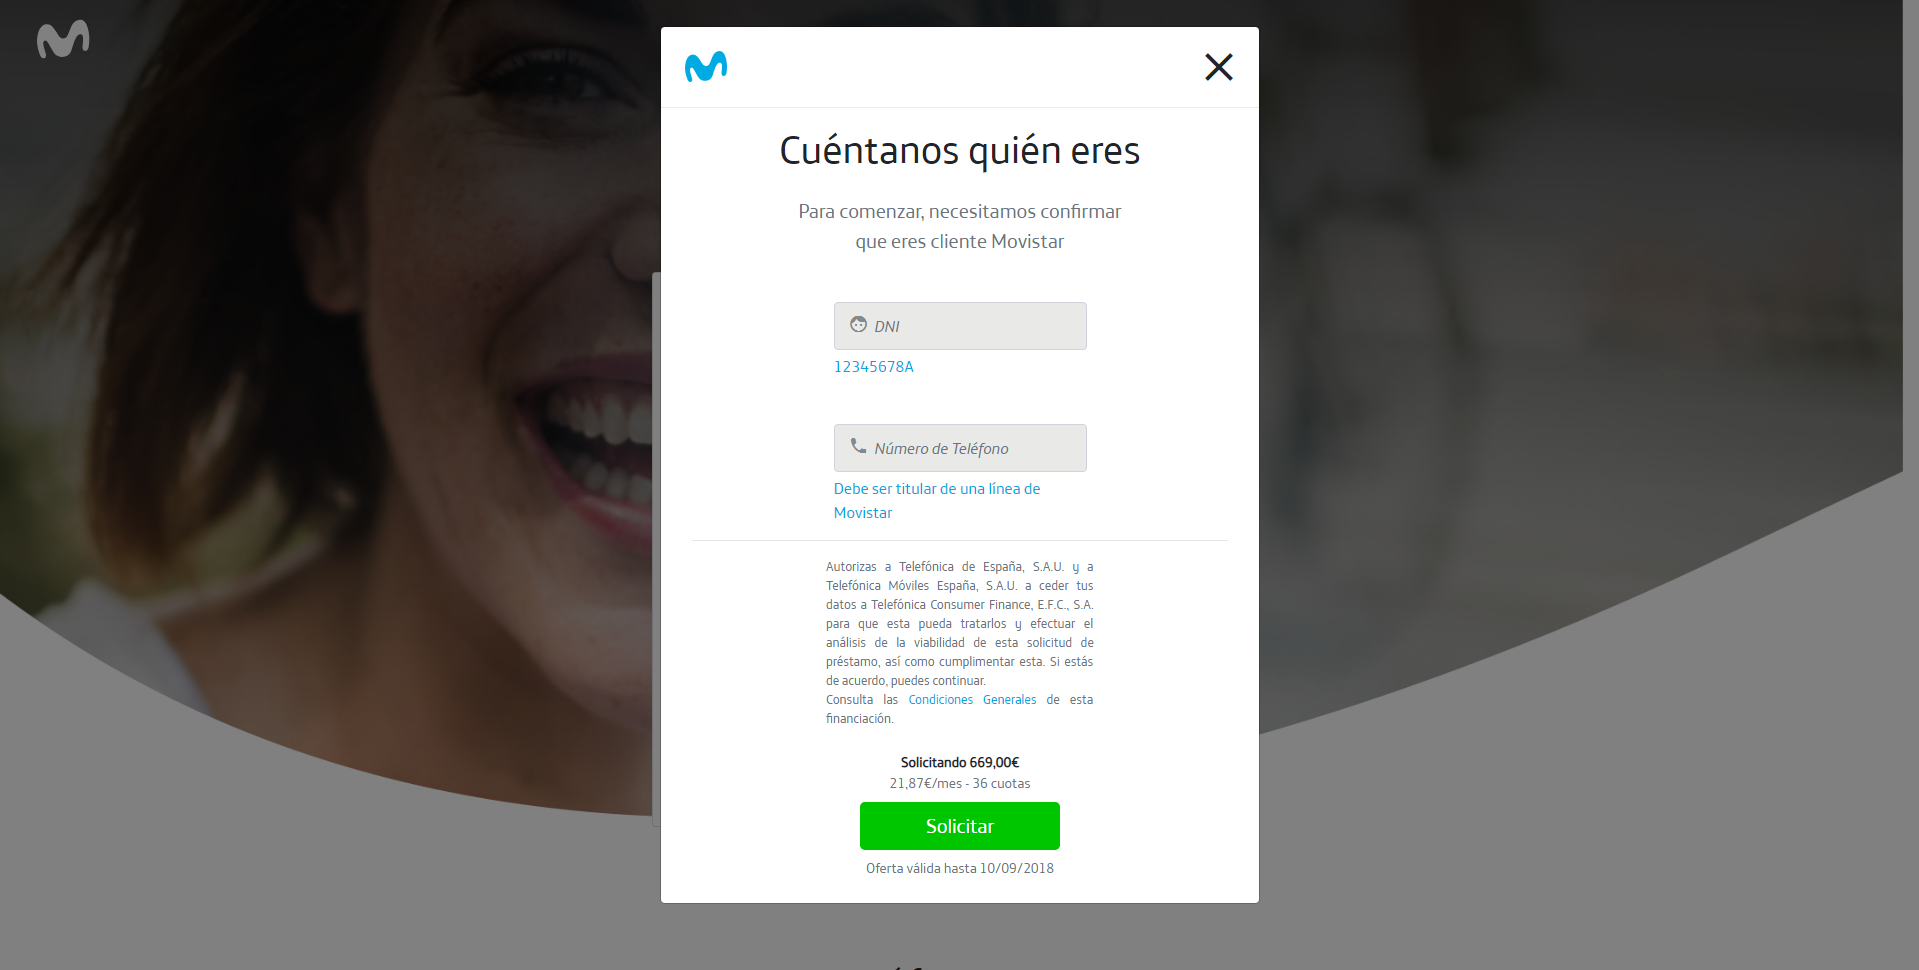 Cuéntanos quién eres
Para comenzar, necesitamos confirmar
que eres cliente Movistar
DNI
12345678A
Número de Teléfono
Debe ser titular de una línea de
Movistar
Autorizas a Telefónica de España, S.A.U. y a
Telefónica Móviles España, S.A.U. a ceder tus
datos a Telefónica Consumer Finance, E.F.C., S.A.
para que esta pueda tratarlos y efectuar el
análisis de la viabilidad de esta solicitud de
préstamo, así como cumplimentar esta. Si estás
de acuerdo, puedes continuar.
Consulta las Condiciones Generales de esta
financiación.
Solicitando 669,00€
21,87€/mes - 36 cuotas
Solicitar
Oferta válida hasta 10/09/2018